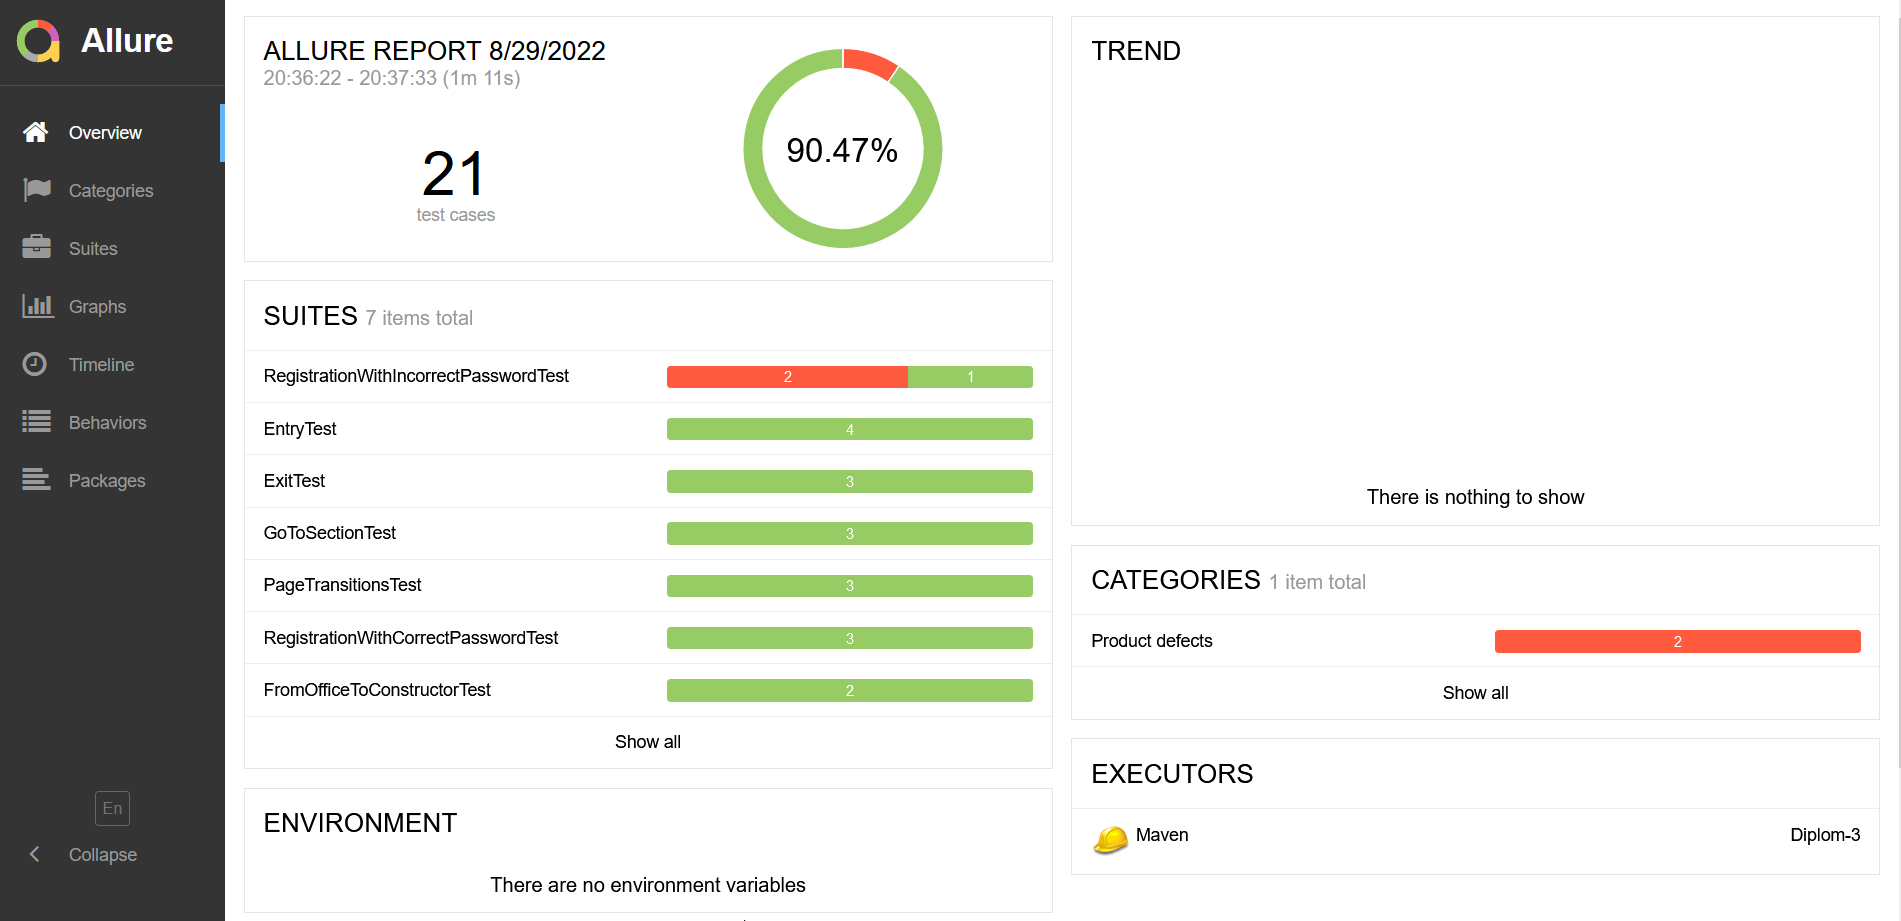 Allure
Overview
Categories
Suites
Graphs
Timeline
Behaviors
Packages
En
Collapse
ALLURE REPORT 8/29/2022
20:36:22 - 20:37:33 (1m 11s)
21
test cases
90.47%
SUITES 7 items total
RegistrationWithIncorrectPasswordTest 2 1
EntryTest 4
ExitTest 3
GoToSectionTest 3
PageTransitionsTest 3
RegistrationWithCorrectPasswordTest 3
FromOfficeToConstructorTest 2
Show all
ENVIRONMENT
There are no environment variables
TREND
There is nothing to show
CATEGORIES 1 item total
Product defects 2
Show all
EXECUTORS
Maven Diplom-3